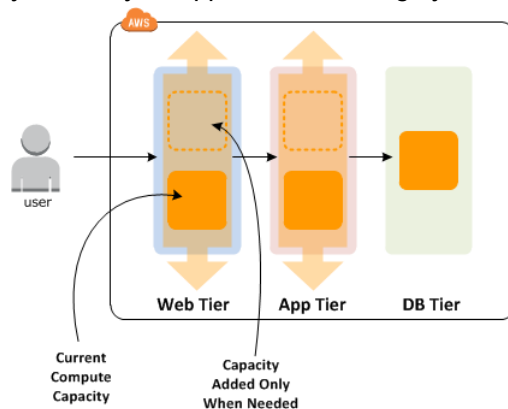 AWS
user
Web Tier
App Tier
DB Tier
Current
Compute
Capacity
Capacity
Added Only
When Needed